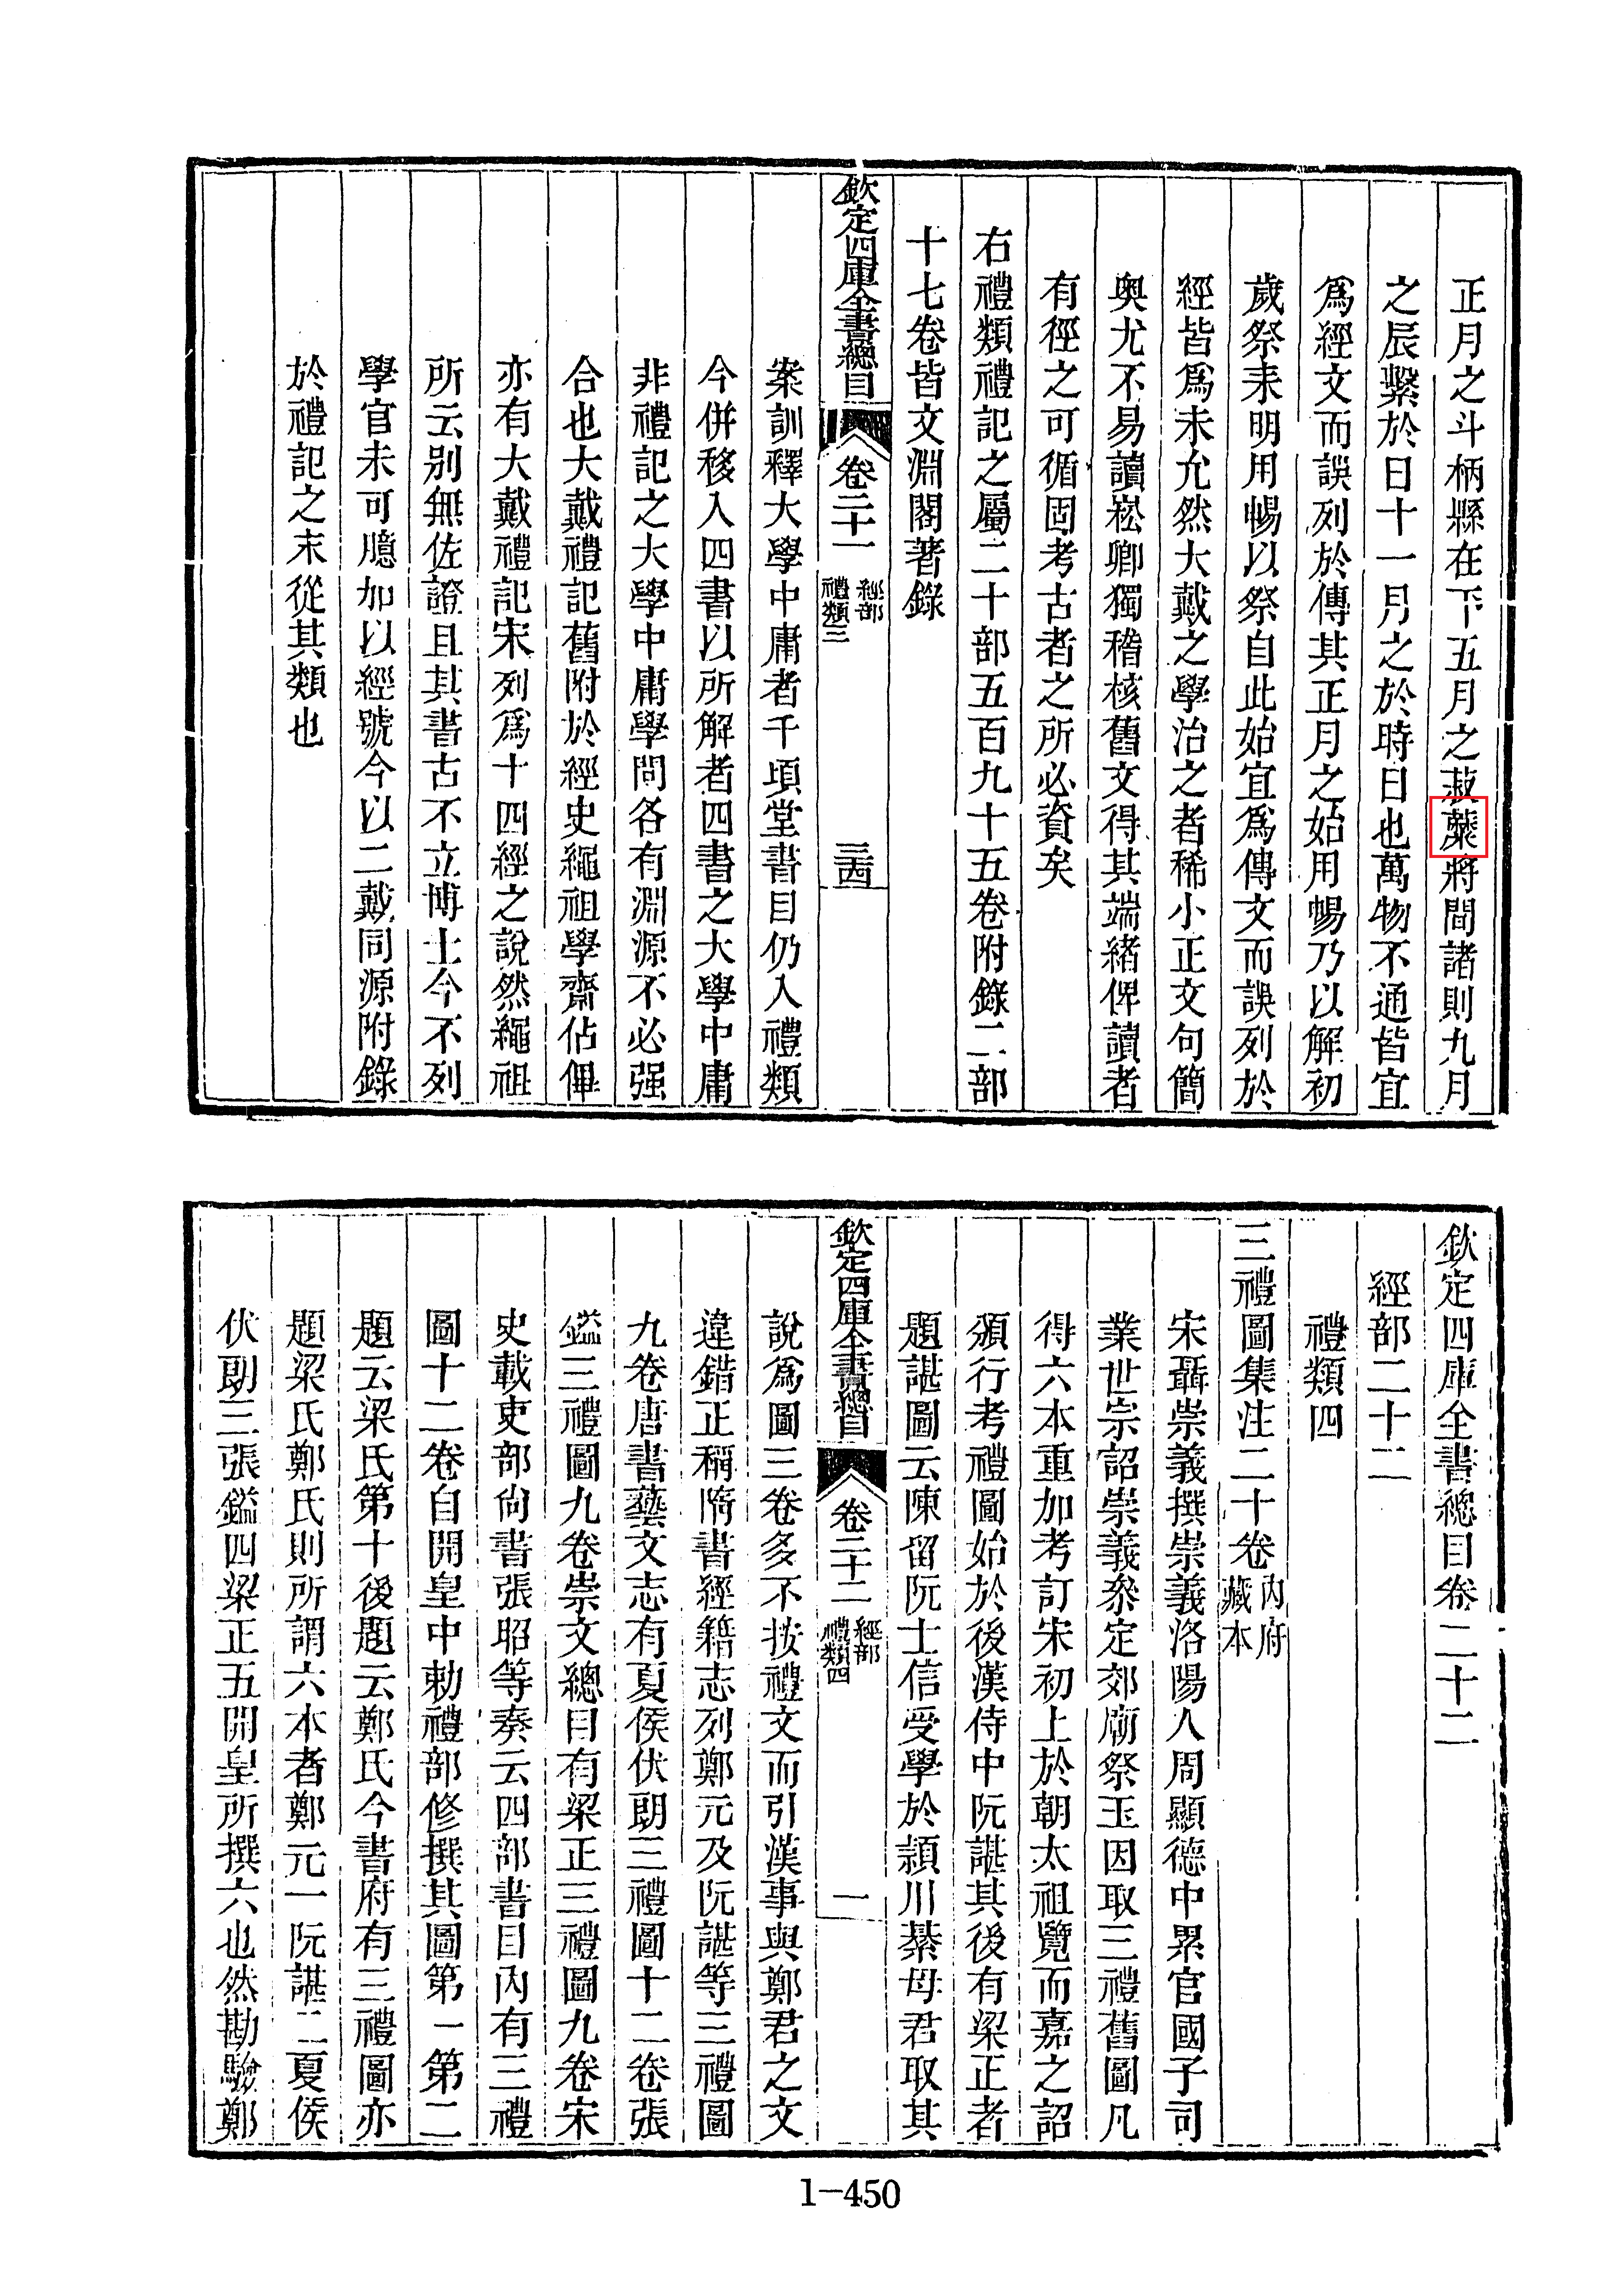 正月之斗柄縣在下五月之菽將間諸則九月
之辰繫於日十一月之於時日也萬物不通皆宜
爲經文而誤列於傳其正月之始用暢乃以解初
歲祭耒明用暢以祭自此始宜爲傳文而誤列於
經皆爲未允然大戴之學治之者稀小正文句簡
奧尤不易讀崧卿獨稽核舊文得其端緒俾讀者
有徑之可循固考古者之所必資矣
右禮類禮記之屬二十部五百九十五卷附錄二部
十七卷皆文淵閣著錄
欽定四庫全書總目
卷二十一
經部
禮類三
三四
案訓釋大學中庸者千頃堂書目仍入禮類
今併移入四書以所解者四書之大學中庸
非禮記之大學中庸學問各有淵源不必强
合也大戴禮記舊附於經史繩祖學齋佔僤
亦有大戴禮記宋列爲十四經之說然繩祖
所云别無佐證且其書古不立博士今不列
學官未可臆加以經號今以二戴同源附錄
於禮記之末從其類也
欽定四庫全書總目卷二十二
經部二十二
禮類四
三禮圖集注二十卷
內府
藏本
宋聶崇義撰崇義洛陽人周顯德中累官國子司
業世宗詔崇義叅定郊廟祭玉因取三禮舊圖凡
得六本重加考訂宋初上於朝太祖覽而嘉之詔
頒行考禮圖始於後漢侍中阮諶其後有梁正者
題諶圖云陳留阮士信受學於潁川綦母君取其
欽定四庫全書總目
卷二十二
經部
禮類四
一
說爲圖三卷多不按禮文而引漢事與鄭君之文
違錯正稱隋書經籍志列鄭元及阮諶等三禮圖
九卷唐書藝文志有夏侯伏朗三禮圖十二卷張
鎰三禮圖九卷崇文總目有梁正三禮圖九卷宋
史載吏部尙書張昭等奏云四部書目內有三禮
圖十二卷自開皇中勅禮部修撰其圖第一第二
題云梁氏第十後題云鄭氏今書府有三禮圖亦
題梁氏鄭氏則所謂六本者鄭元一阮諶二夏侯
伏朗三張鎰四梁正五開皇所撰六也然勘驗鄭
1-450